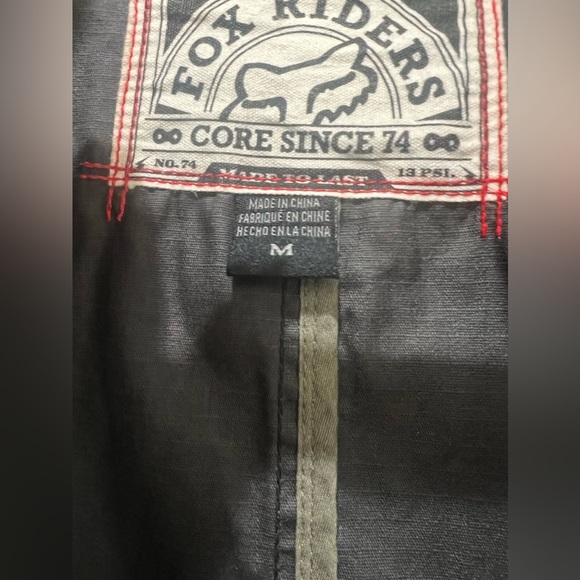 FOX RIDERS
CORE SINCE 74
NO. 74 MADE TO LAST 13 PSI.
MADE IN CHINA
FABRIQUÉ EN CHINE
HECHO EN LA CHINA
M